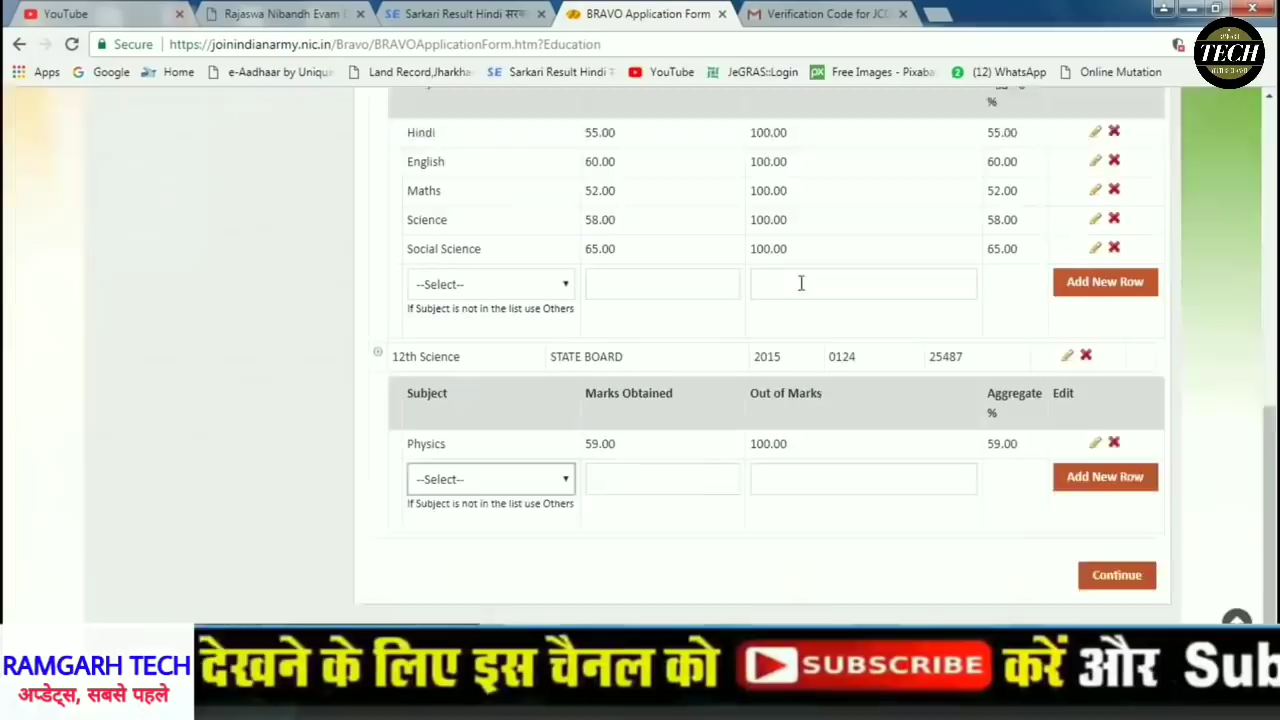 YouTube
Rajaswa Nibandh Evam
Sarkari Result Hindi सरक
BRAVO Application Form
Verification Code for JCO
Secure
https://joinindianarmy.nic.in/Bravo/BRAVOApplicationForm.htm?Education
TECH
Apps Google Home e-Aadhaar by Unique Land Record,Jharkha Sarkari Result Hindi YouTube JeGRAS::Login Free Images - Pixaba (12) WhatsApp Online Mutation
%
Hindi 55.00 100.00 55.00
English 60.00 100.00 60.00
Maths 52.00 100.00 52.00
Science 58.00 100.00 58.00
Social Science 65.00 100.00 65.00
--Select-- Add New Row
If Subject is not in the list use Others
12th Science STATE BOARD 2015 0124 25487
Subject Marks Obtained Out of Marks Aggregate Edit
%
Physics 59.00 100.00 59.00
--Select-- Add New Row
If Subject is not in the list use Others
Continue
RAMGARH TECH
अप्डेट्स, सबसे पहले
देखने के लिए इस चैनल को SUBSCRIBE करें और Sub